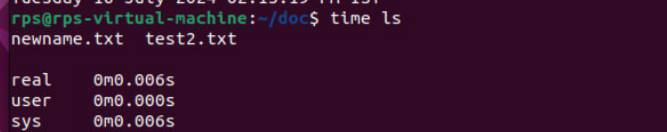 rps@rps-virtual-machine:~/doc$ time ls
newname.txt  test2.txt

real    0m0.006s
user    0m0.000s
sys     0m0.006s